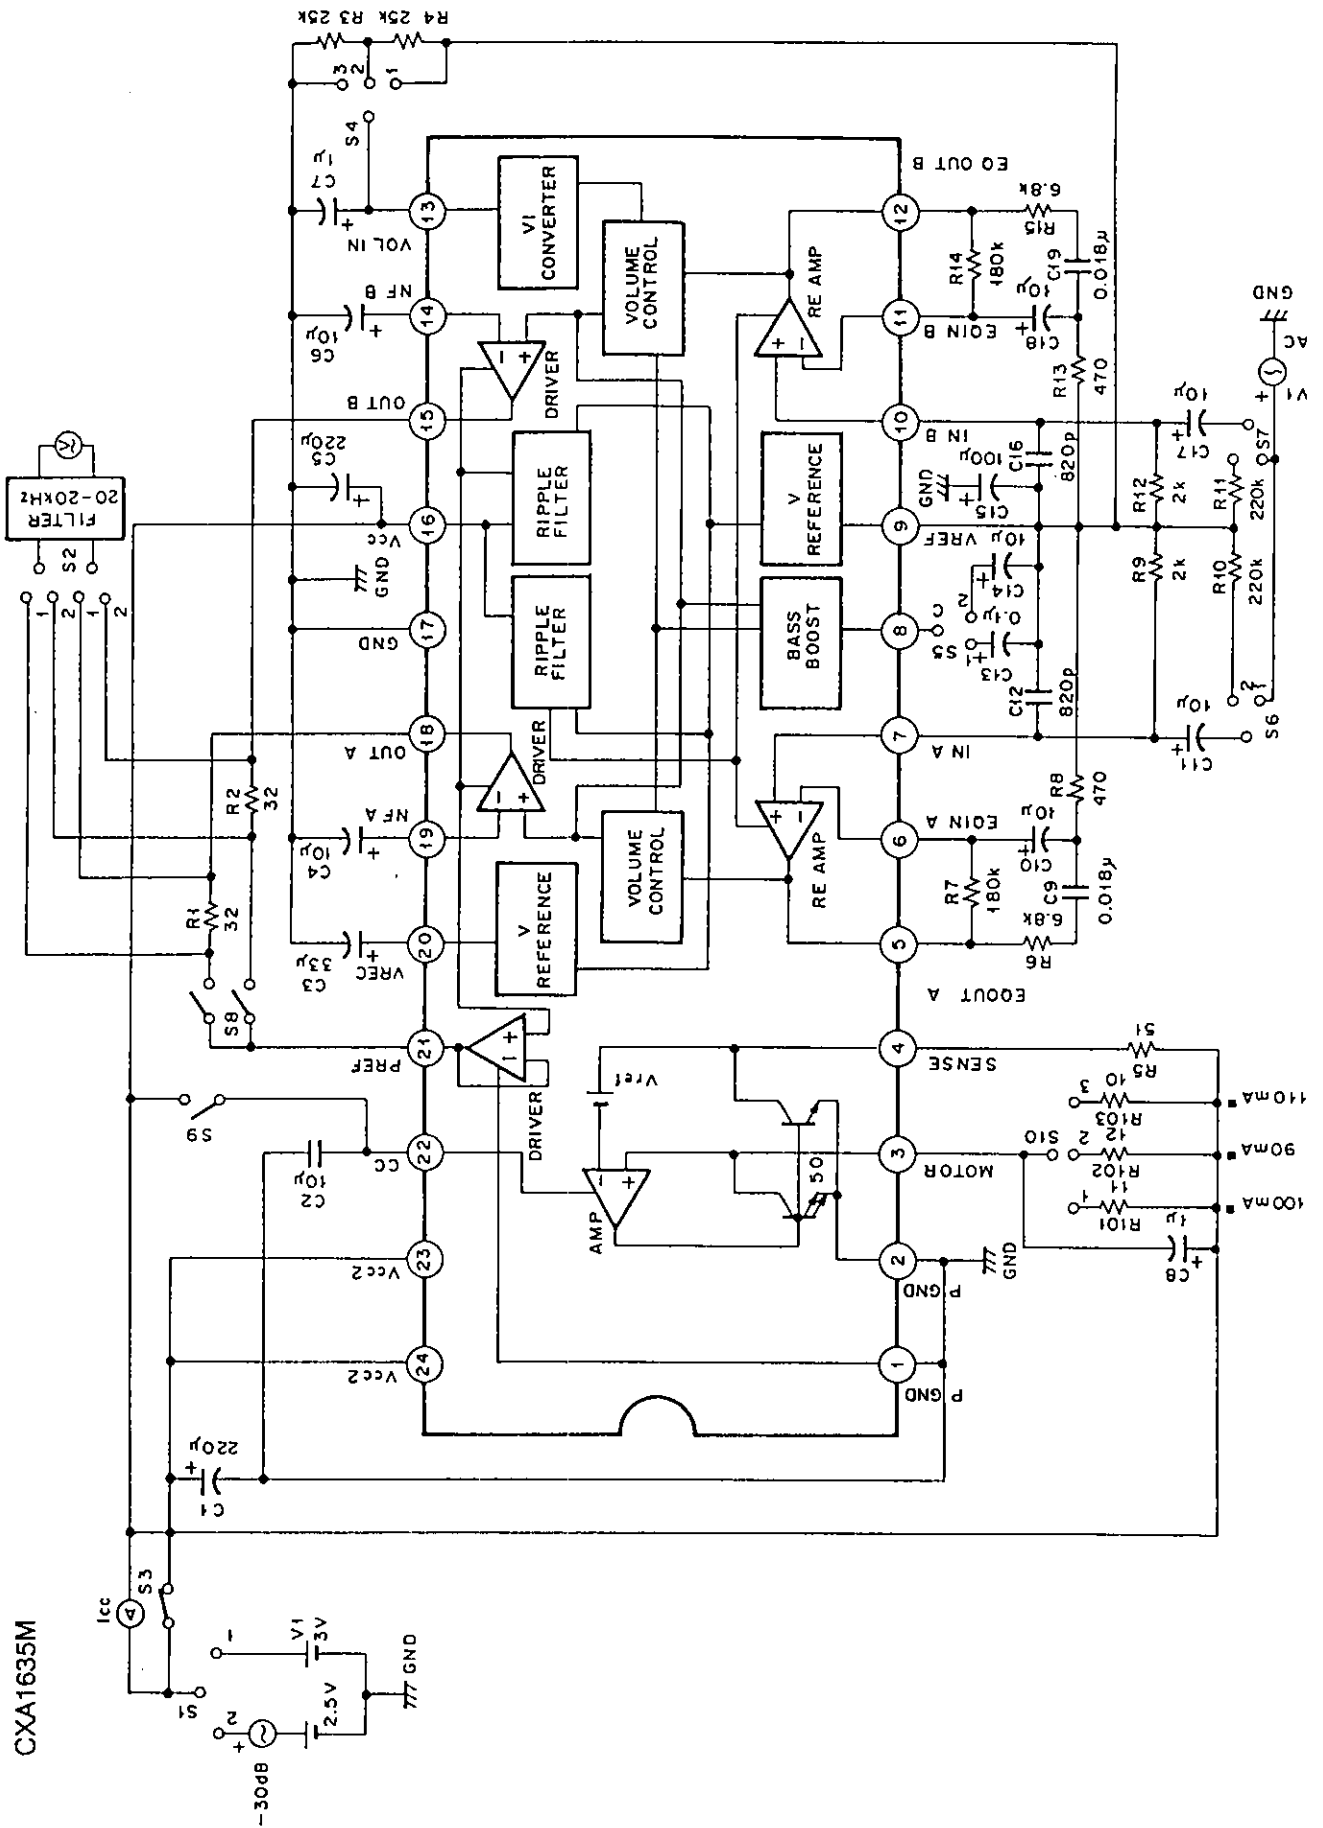 CXA1635M
-30dB
+
2
2.5V
1
V1
3V
GND
S1
Icc
A
S3
C1
220μ
+
FILTER
20-20kHz
V
S2
1
2
1
2
R1
32
R2
32
S8
S9
C2
10μ
C3
33μ
+
C4
10μ
+
GND
C5
220μ
+
C6
10μ
+
C7
1μ
+
S4
3
2
1
R3 25k
R4 25k
24
Vcc2
23
Vcc2
22
CC
21
PREF
20
VREC
19
NF A
18
OUT A
17
GND
16
Vcc
15
OUT B
14
NF B
13
VOL IN
DRIVER
V
REFERENCE
DRIVER
RIPPLE
FILTER
RIPPLE
FILTER
DRIVER
VI
CONVERTER
VOLUME
CONTROL
VOLUME
CONTROL
AMP
Vref
50
RE AMP
BASS
BOOST
V
REFERENCE
RE AMP
1
P GND
2
P GND
3
MOTOR
4
SENSE
5
EQOUT A
6
EQIN A
7
IN A
8
9
VREF
10
IN B
11
EQIN B
12
EQ OUT B
GND
C8
1μ
+
S10
1
R101
11
2
R102
12
3
R103
10
R5
51
100mA
90mA
110mA
R6
6.8k
R7
180k
C9
0.018μ
C10
10μ
+
R8
470
C11
10μ
+
C12
820p
S5
C
1
2
C13
0.1μ
+
C14
10μ
+
C15
100μ
+
GND
C16
820p
R9
2k
R10
220k
R11
220k
R12
2k
C17
10μ
+
S6
2
1
S7
R13
470
C18
10μ
+
R14
180k
R15
6.8k
C19
0.018μ
V1
+
AC
GND